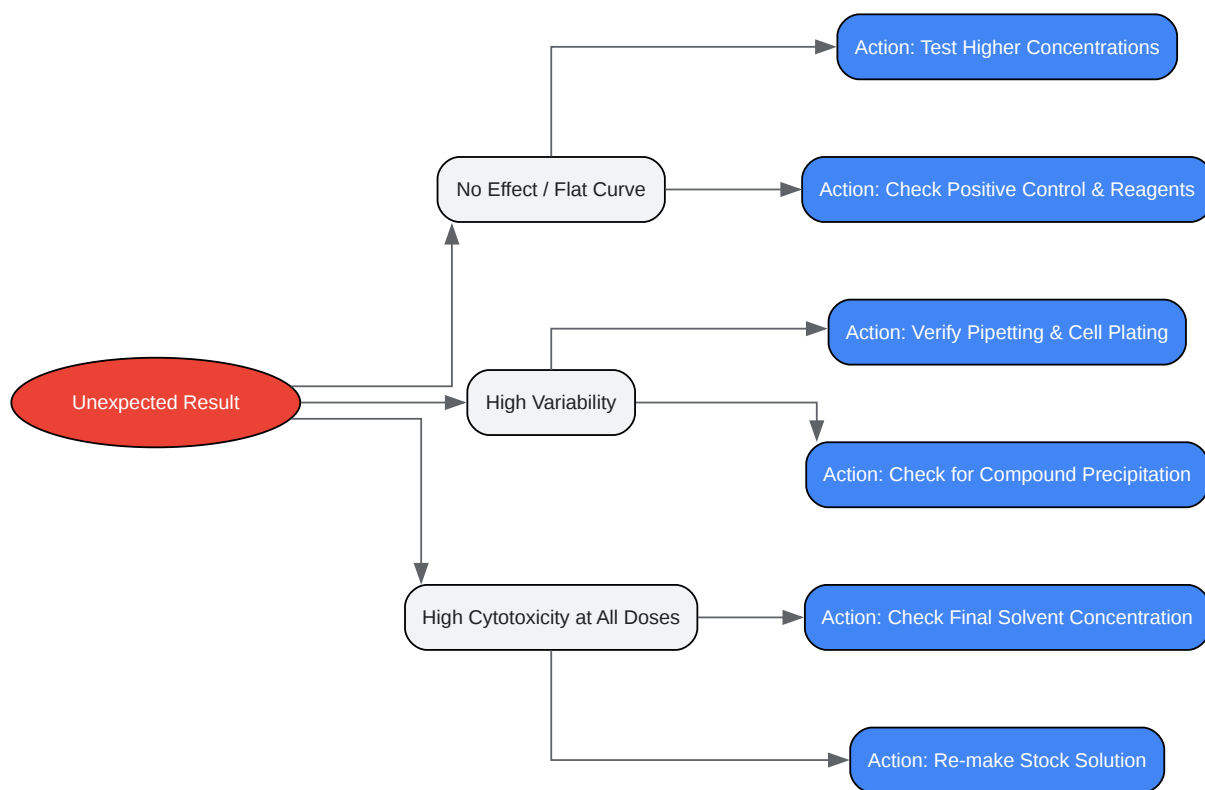 Action: Test Higher Concentrations
No Effect / Flat Curve
Action: Check Positive Control & Reagents
Action: Verify Pipetting & Cell Plating
Unexpected Result
High Variability
Action: Check for Compound Precipitation
High Cytotoxicity at All Doses
Action: Check Final Solvent Concentration
Action: Re-make Stock Solution